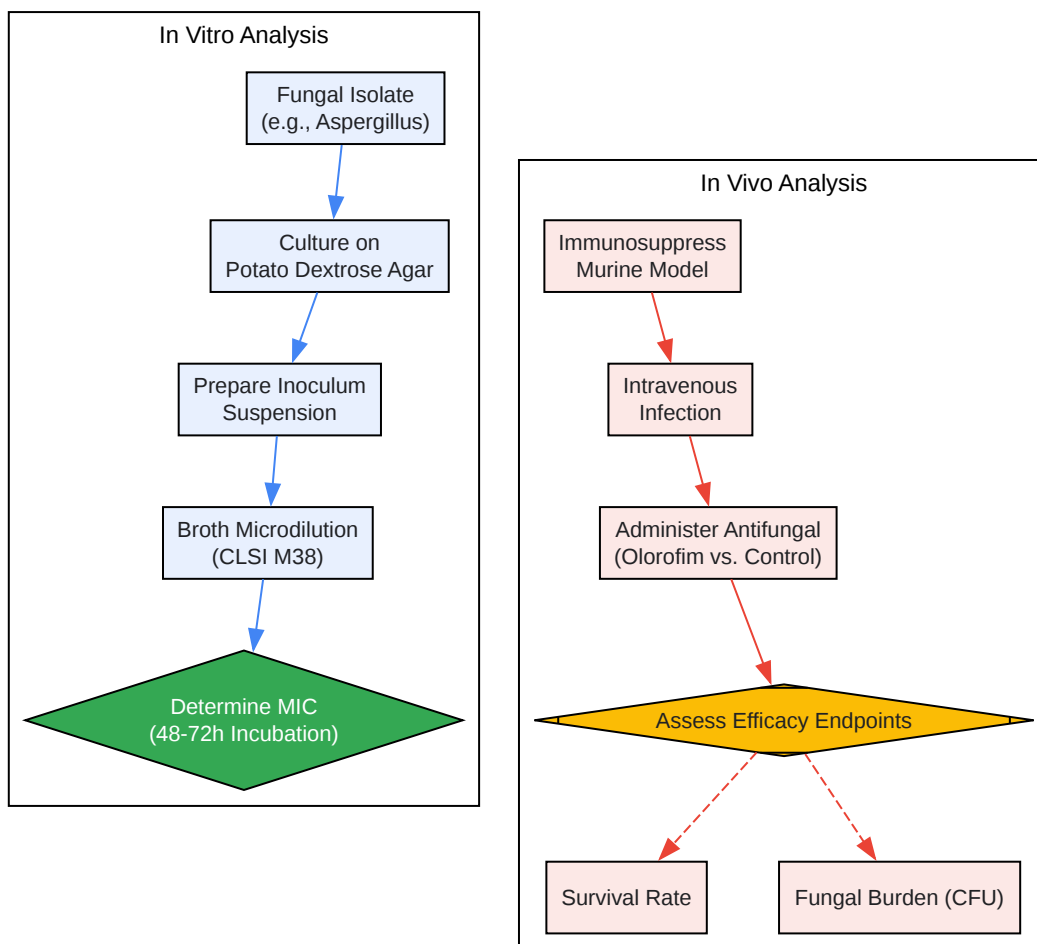 In Vitro Analysis
Fungal Isolate
(e.g., Aspergillus)
Culture on
Potato Dextrose Agar
Prepare Inoculum
Suspension
Broth Microdilution
(CLSI M38)
Determine MIC
(48-72h Incubation)
In Vivo Analysis
Immunosuppress
Murine Model
Intravenous
Infection
Administer Antifungal
(Olorofim vs. Control)
Assess Efficacy Endpoints
Survival Rate
Fungal Burden (CFU)